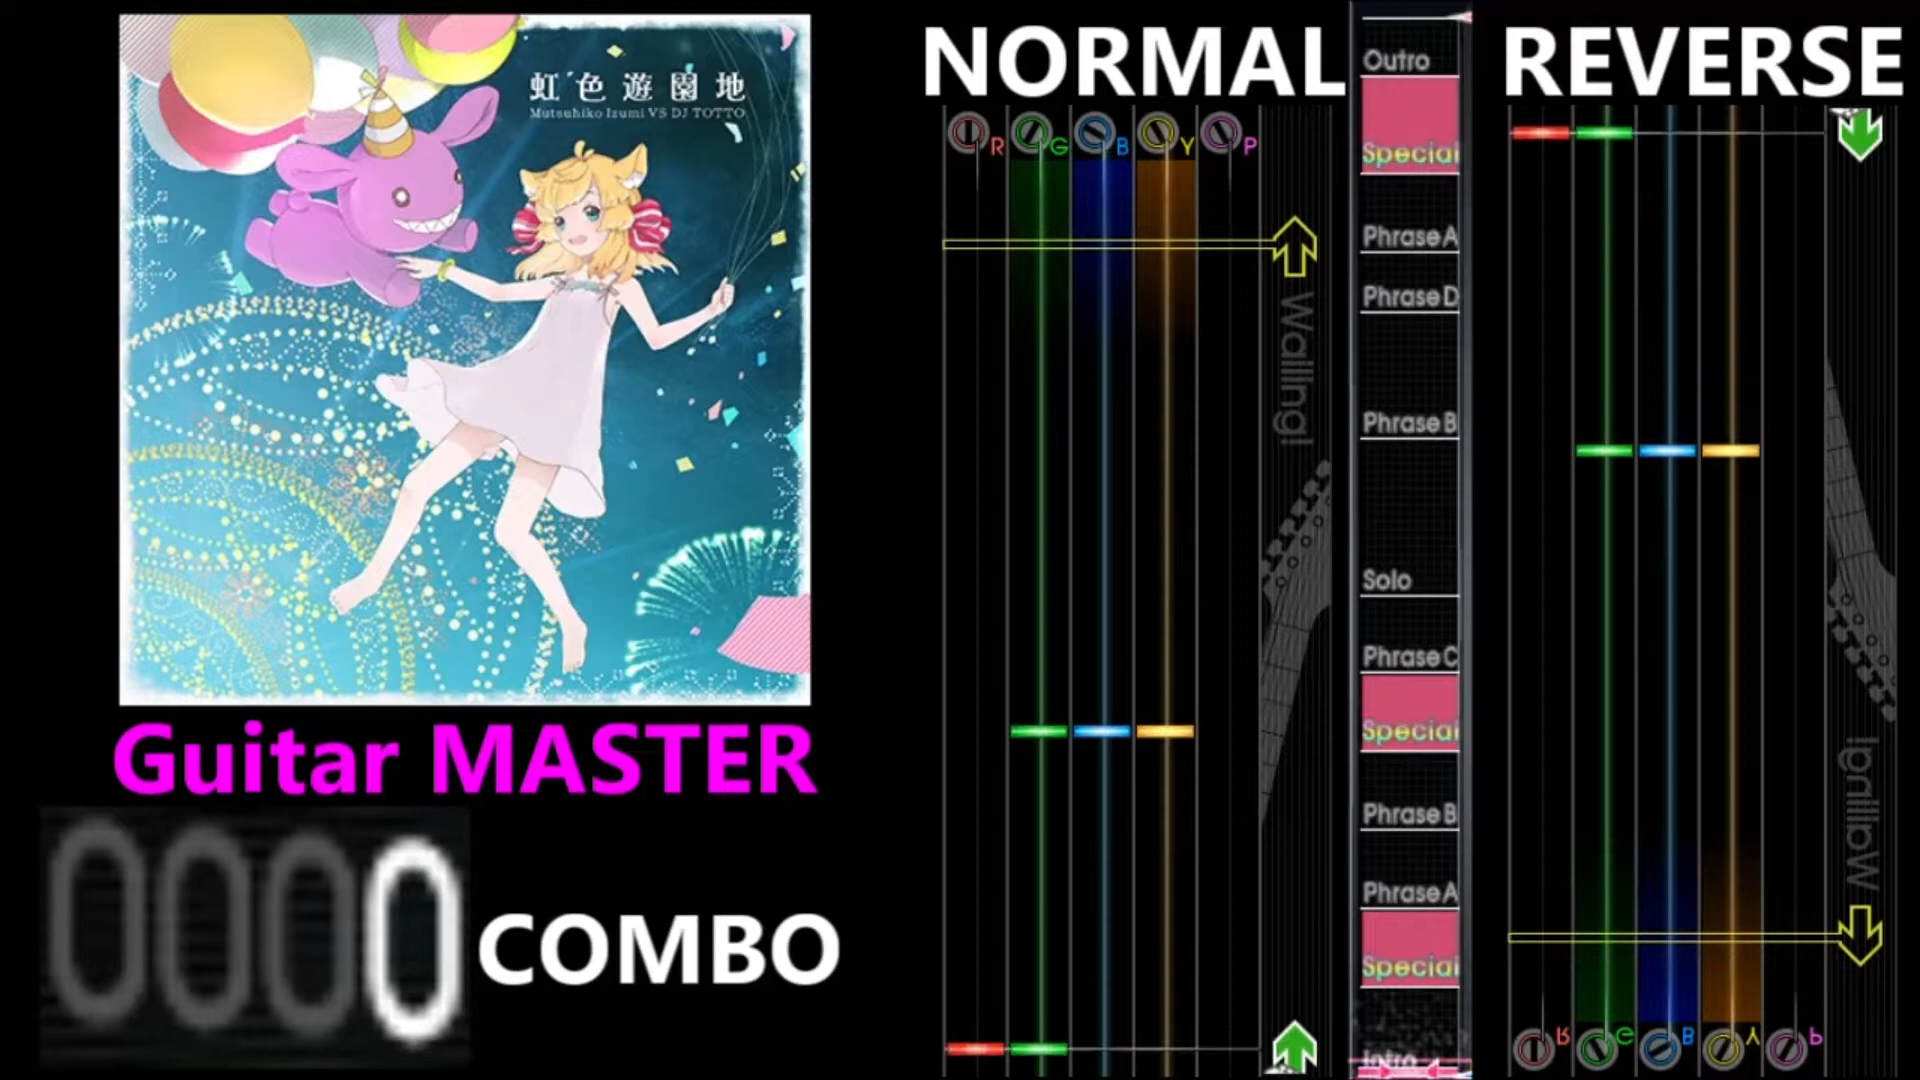 虹色遊園地
Mutsuhiko Izumi VS DJ TOTTO
Guitar MASTER
0000
COMBO
NORMAL
R G B Y P
Wailing!
Outro
Special
Phrase A
Phrase D
Phrase B
Solo
Phrase C
Special
Phrase B
Phrase A
Special
Intro
REVERSE
Wailing!
R G B Y P